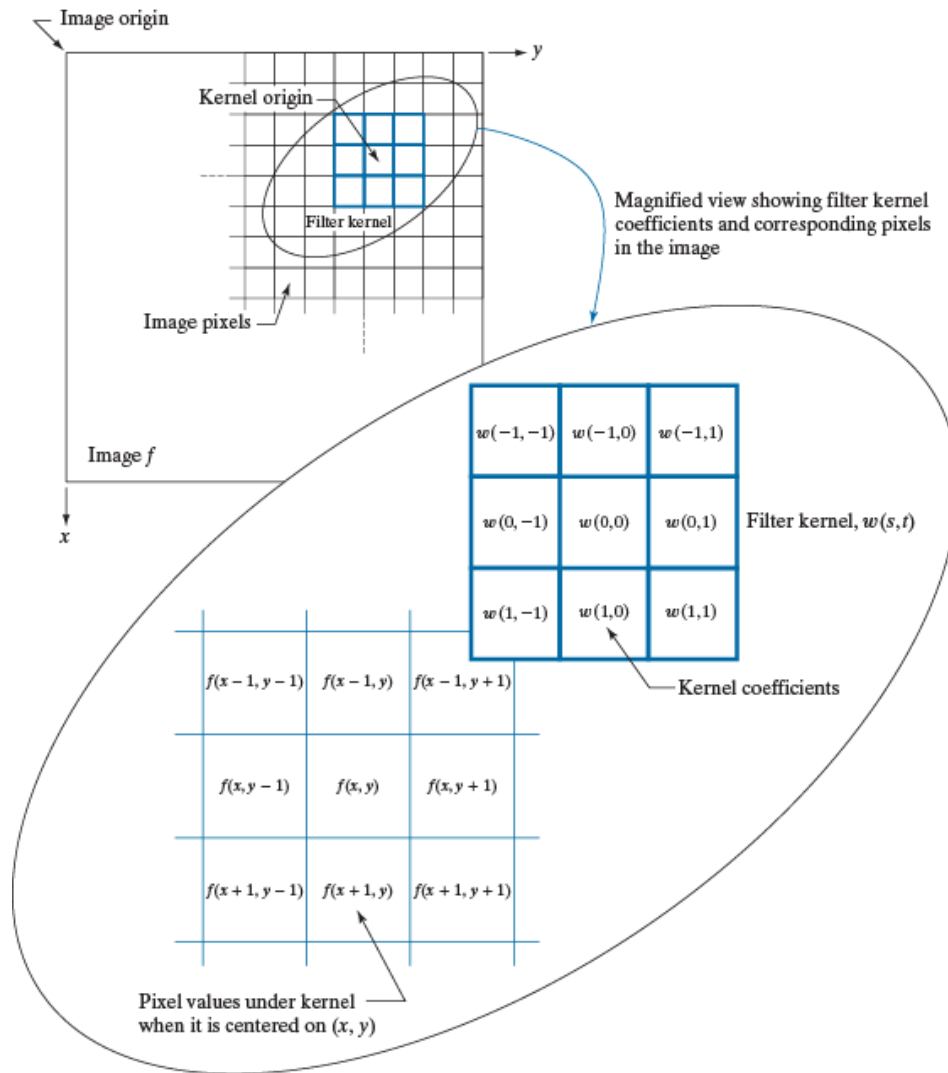 Image origin
y
Kernel origin
Filter kernel
Magnified view showing filter kernel
coefficients and corresponding pixels
in the image
Image pixels
Image f
x
w(−1, −1) w(−1,0) w(−1,1)
w(0, −1) w(0,0) w(0,1)
Filter kernel, w(s,t)
w(1, −1) w(1,0) w(1,1)
Kernel coefficients
f(x − 1, y − 1) f(x − 1, y) f(x − 1, y + 1)
f(x, y − 1) f(x, y) f(x, y + 1)
f(x + 1, y − 1) f(x + 1, y) f(x + 1, y + 1)
Pixel values under kernel
when it is centered on (x, y)